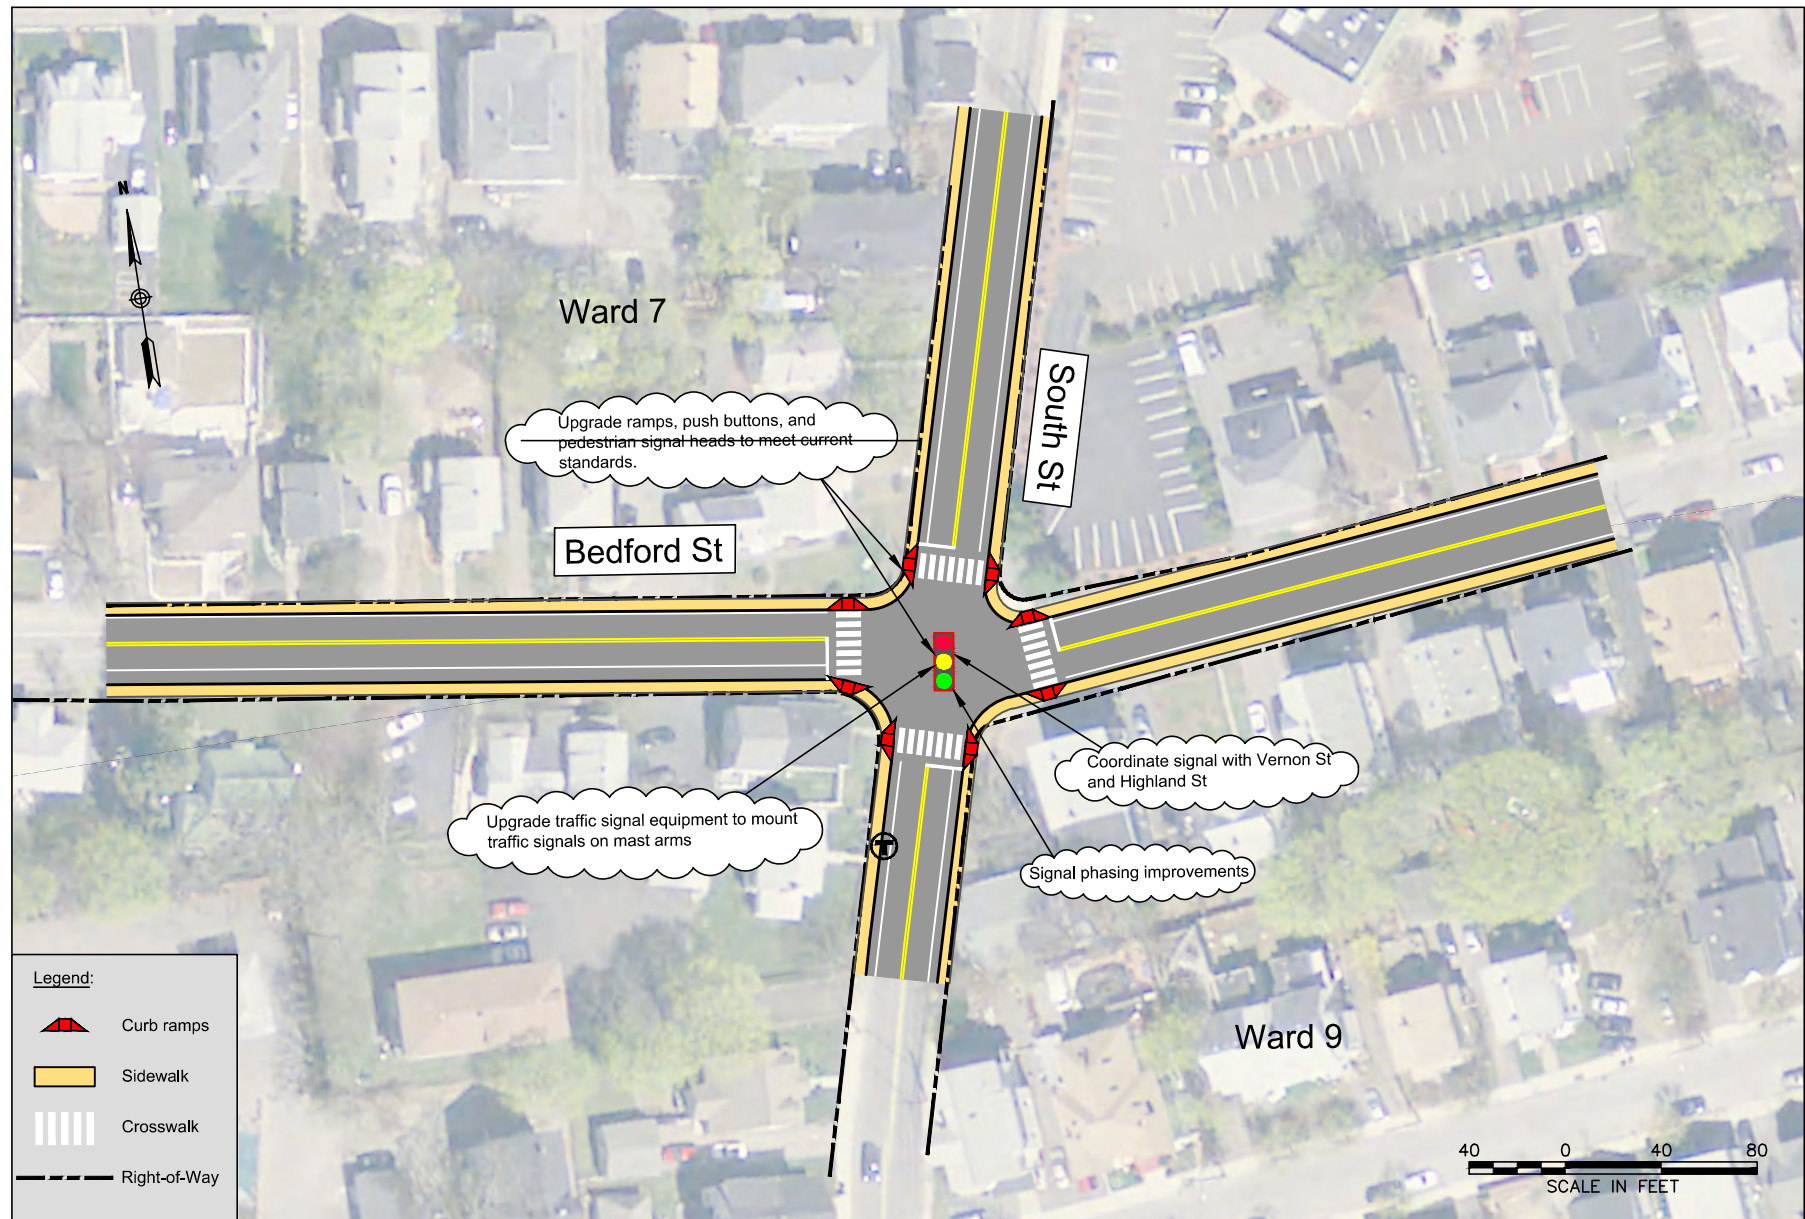 N
Ward 7
South St
Upgrade ramps, push buttons, and
pedestrian signal heads to meet current
standards.
Bedford St
Coordinate signal with Vernon St
and Highland St
Upgrade traffic signal equipment to mount
traffic signals on mast arms
T
Signal phasing improvements
Legend:
Curb ramps
Sidewalk
Crosswalk
Right-of-Way
Ward 9
40 0 40 80
SCALE IN FEET